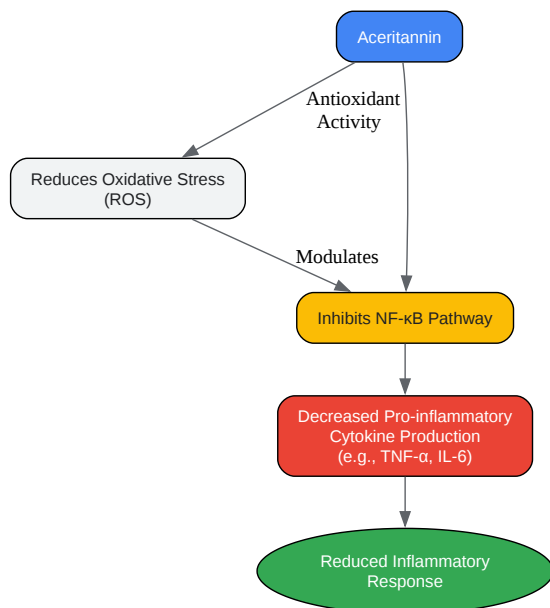 Aceritannin
Antioxidant
Activity
Reduces Oxidative Stress
(ROS)
Modulates
Inhibits NF-κB Pathway
Decreased Pro-inflammatory
Cytokine Production
(e.g., TNF-α, IL-6)
Reduced Inflammatory
Response